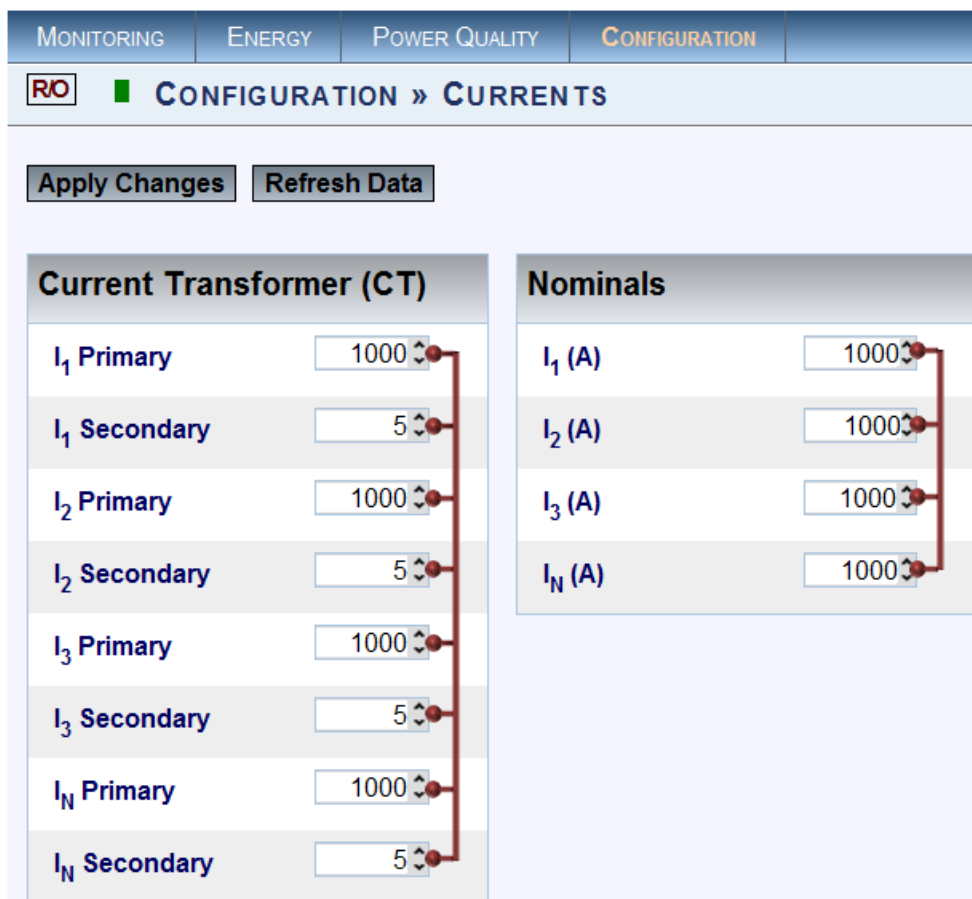 MONITORING ENERGY POWER QUALITY CONFIGURATION
R/O CONFIGURATION » CURRENTS
Apply Changes Refresh Data
Current Transformer (CT)
I1 Primary 1000
I1 Secondary 5
I2 Primary 1000
I2 Secondary 5
I3 Primary 1000
I3 Secondary 5
IN Primary 1000
IN Secondary 5
Nominals
I1 (A) 1000
I2 (A) 1000
I3 (A) 1000
IN (A) 1000